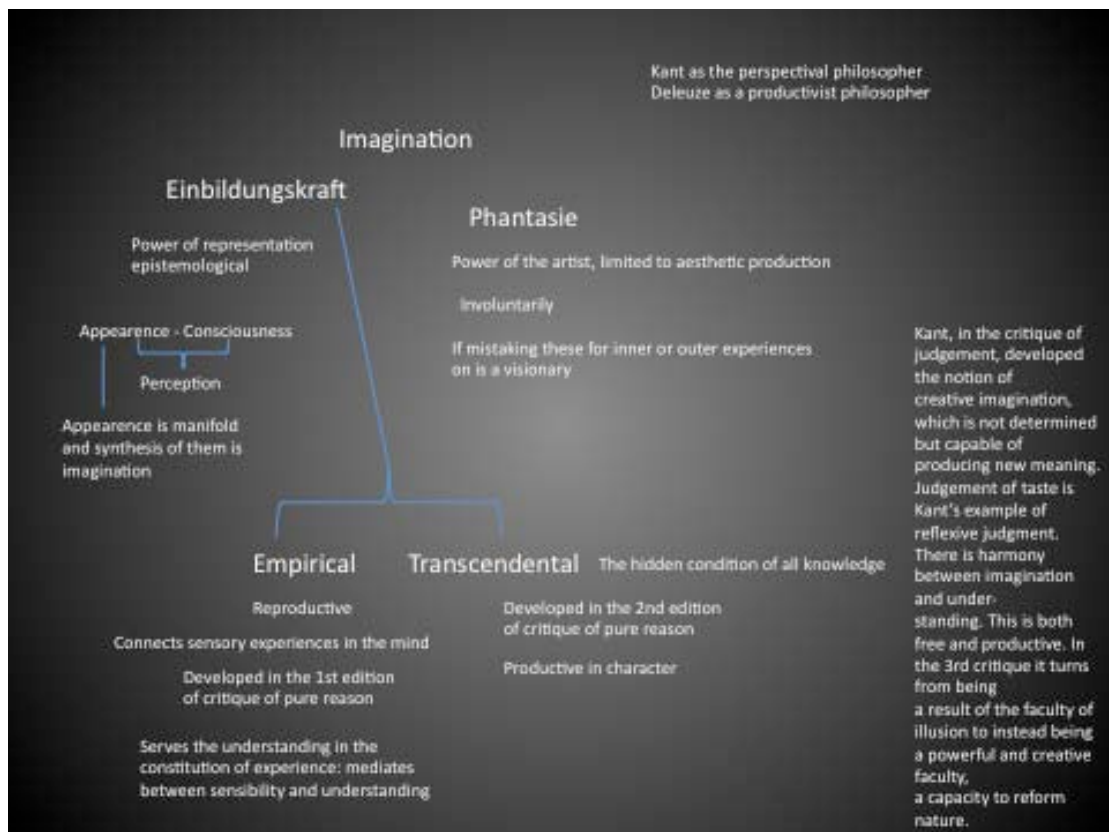 Kant as the perspectival philosopher
Deleuze as a productivist philosopher
Imagination
Einbildungskraft
Phantasie
Power of representation
epistemological
Power of the artist, limited to aesthetic production
Involuntarily
Appearence - Consciousness
If mistaking these for inner or outer experiences
on is a visionary
Perception
Appearence is manifold
and synthesis of them is
imagination
Empirical
Transcendental
The hidden condition of all knowledge
Reproductive
Connects sensory experiences in the mind
Developed in the 1st edition
of critique of pure reason
Serves the understanding in the
constitution of experience: mediates
between sensibility and understanding
Developed in the 2nd edition
of critique of pure reason
Productive in character
Kant, in the critique of
judgement, developed
the notion of
creative imagination,
which is not determined
but capable of
producing new meaning.
Judgement of taste is
Kant's example of
reflexive judgment.
There is harmony
between imagination
and under-
standing. This is both
free and productive. In
the 3rd critique it turns
from being
a result of the faculty of
illusion to instead being
a powerful and creative
faculty,
a capacity to reform
nature.